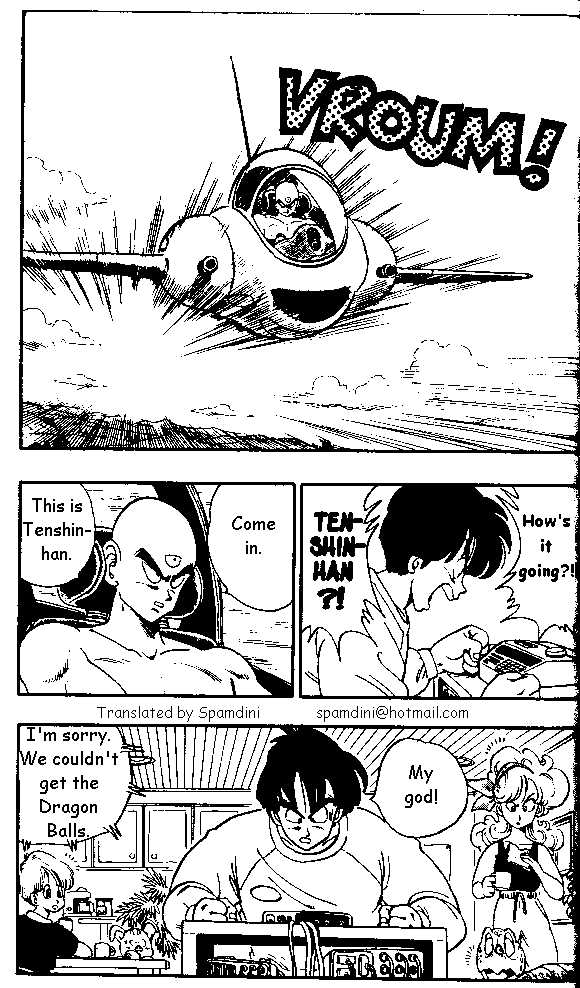 VROUM!
This is
Tenshin-
han.
Come
in.
TEN-
SHIN-
HAN
?!
How's
it
going?!
Translated by Spamdini
spamdini@hotmail.com
I'm sorry.
We couldn't
get the
Dragon
Balls.
My
god!